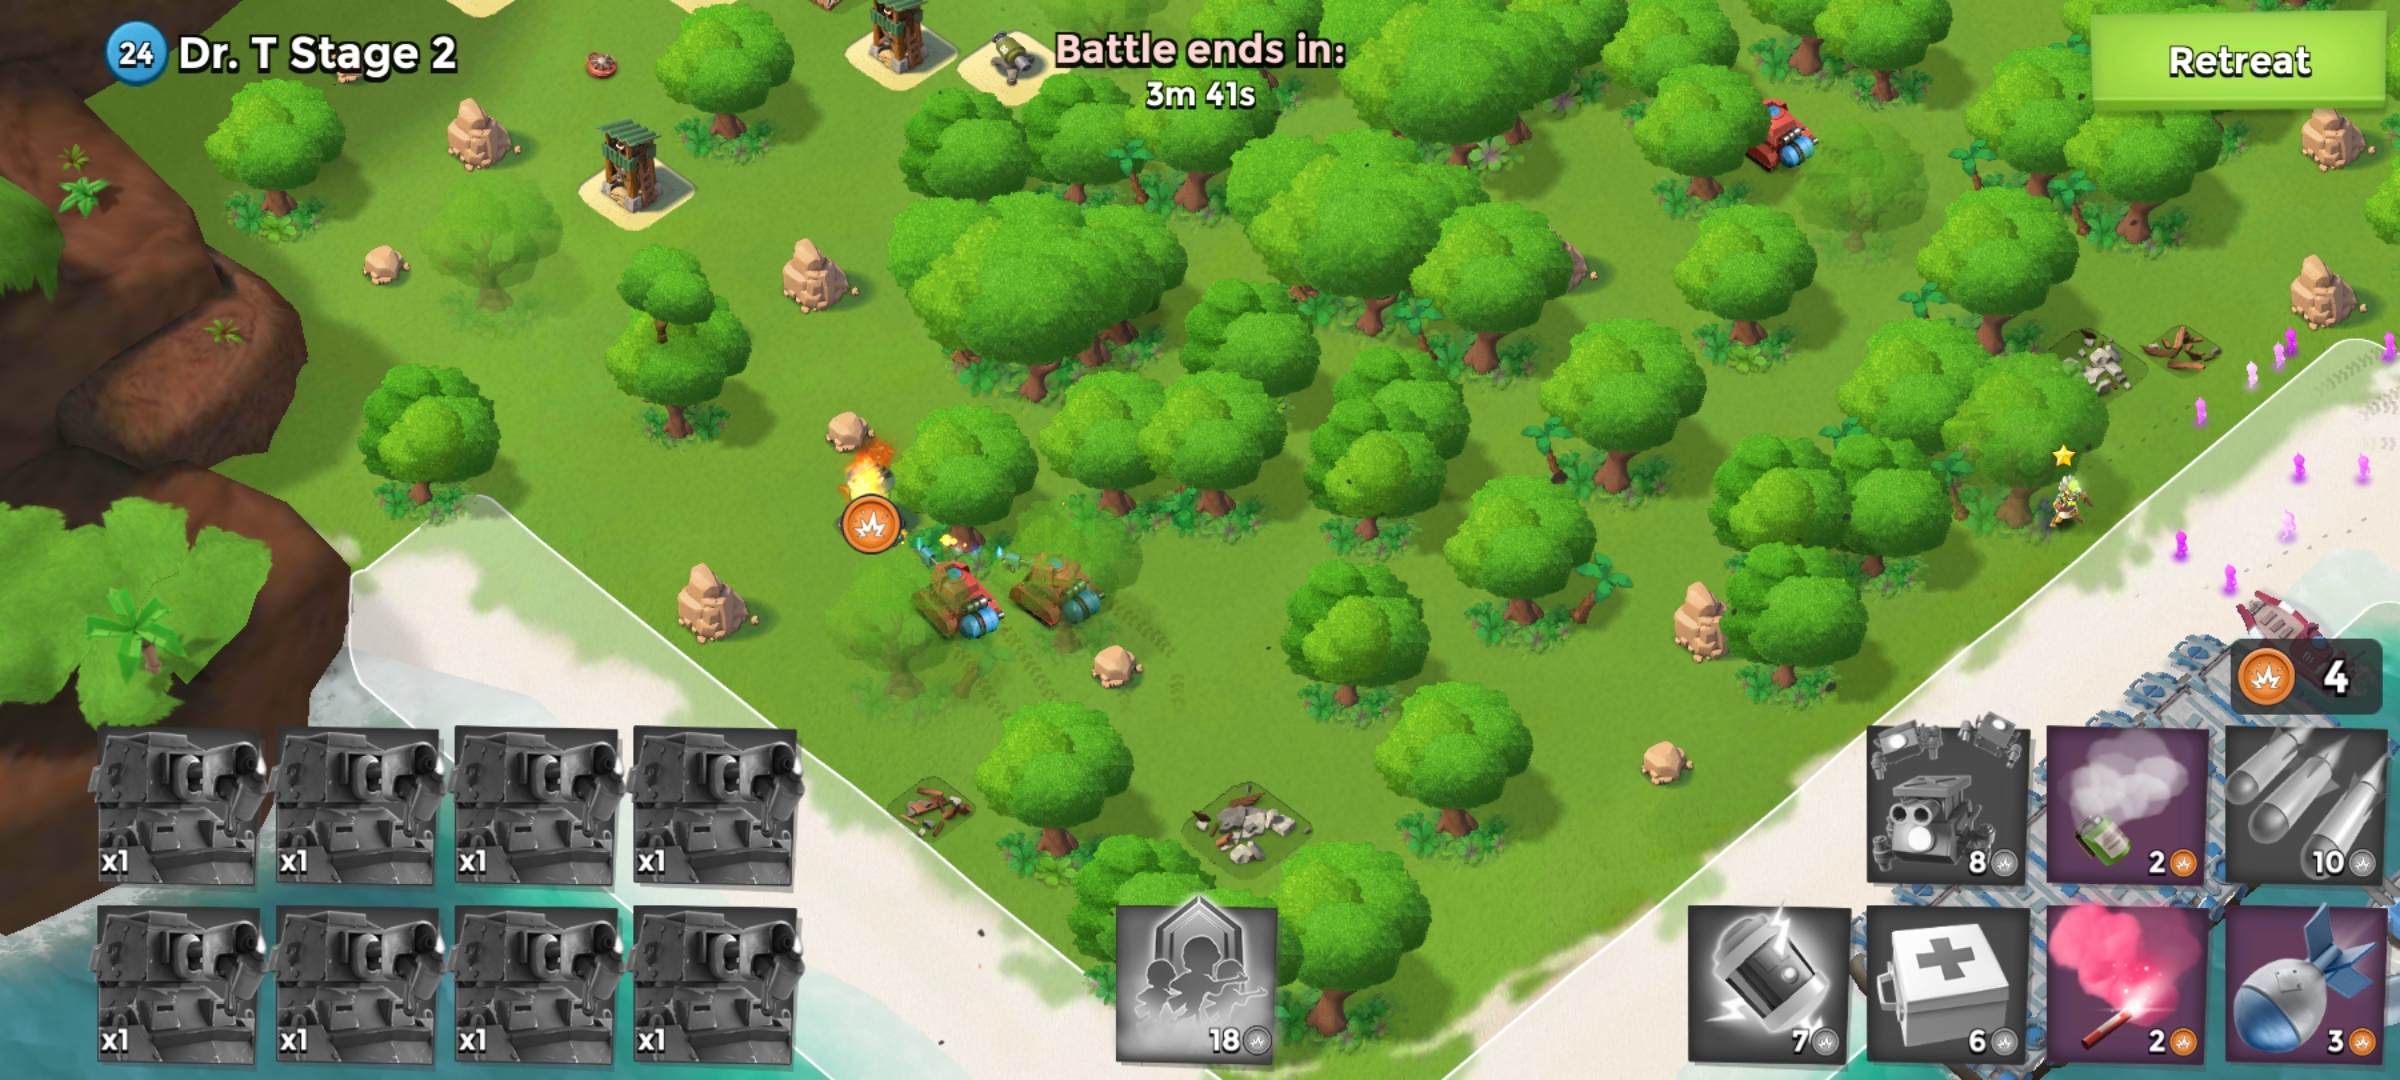 24 Dr. T Stage 2
Battle ends in:
3m 41s
Retreat
4
x1 x1 x1 x1
8 2 10
x1 x1 x1 x1
18
7 6 2 3